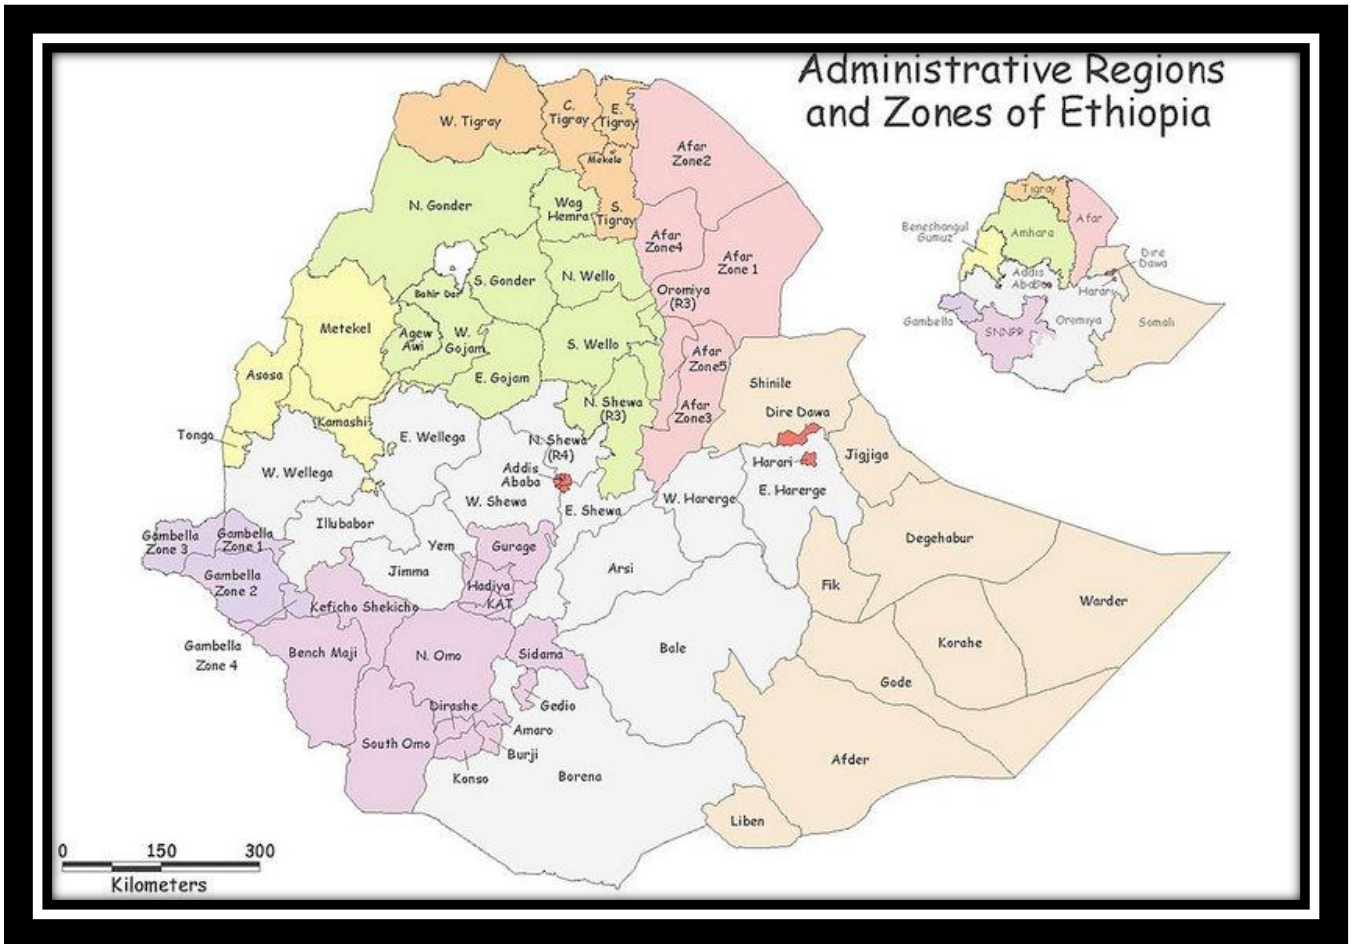 Administrative Regions
and Zones of Ethiopia
W. Tigray
C.
Tigray
E.
Tigray
Mekele
S.
Tigray
Afar
Zone2
Afar
Zone4
Afar
Zone 1
N. Gonder
Wag
Hemra
S. Gonder
N. Wello
Oromiya
(R3)
Bahir Dar
Metekel
Agew
Awi
W.
Gojam
S. Wello
Afar
Zone5
E. Gojam
Asosa
Shinile
N. Shewa
(R3)
Afar
Zone3
Dire Dawa
Kamashi
Tongo
E. Wellega
N. Shewa
(R4)
W. Wellega
Addis
Ababa
Harari
Jigjiga
W. Shewa
E. Shewa
W. Harerge
E. Harerge
Illubabor
Gambella
Zone 3
Gambella
Zone 1
Yem
Gurage
Degehabur
Jimma
Arsi
Gambella
Zone 2
Hadiya
KAT
Fik
Warder
Keficho Shekicho
Gambella
Zone 4
Bench Maji
N. Omo
Sidama
Bale
Korahe
Gode
Dirashe
Gedio
Amaro
South Omo
Burji
Konso
Borena
Afder
Liben
0 150 300
Kilometers
Tigray
Afar
Beneshangul
Gumuz
Amhara
Dire
Dawa
Addis
Ababa
Harari
Gambella
SNNPR
Oromiya
Somali